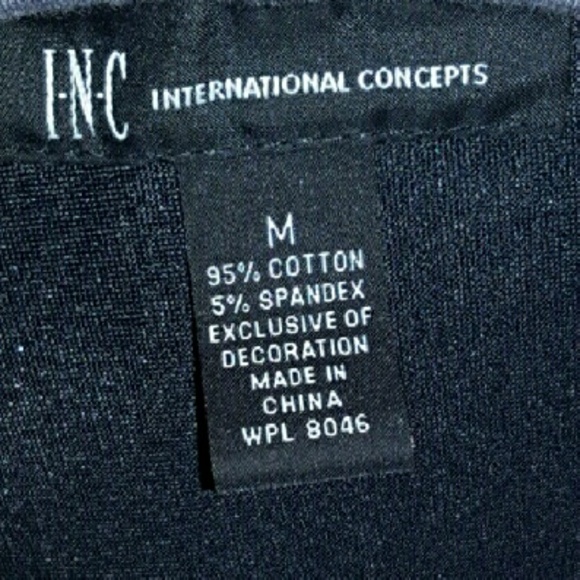 I·N·C INTERNATIONAL CONCEPTS
M
95% COTTON
5% SPANDEX
EXCLUSIVE OF
DECORATION
MADE IN
CHINA
WPL 8046